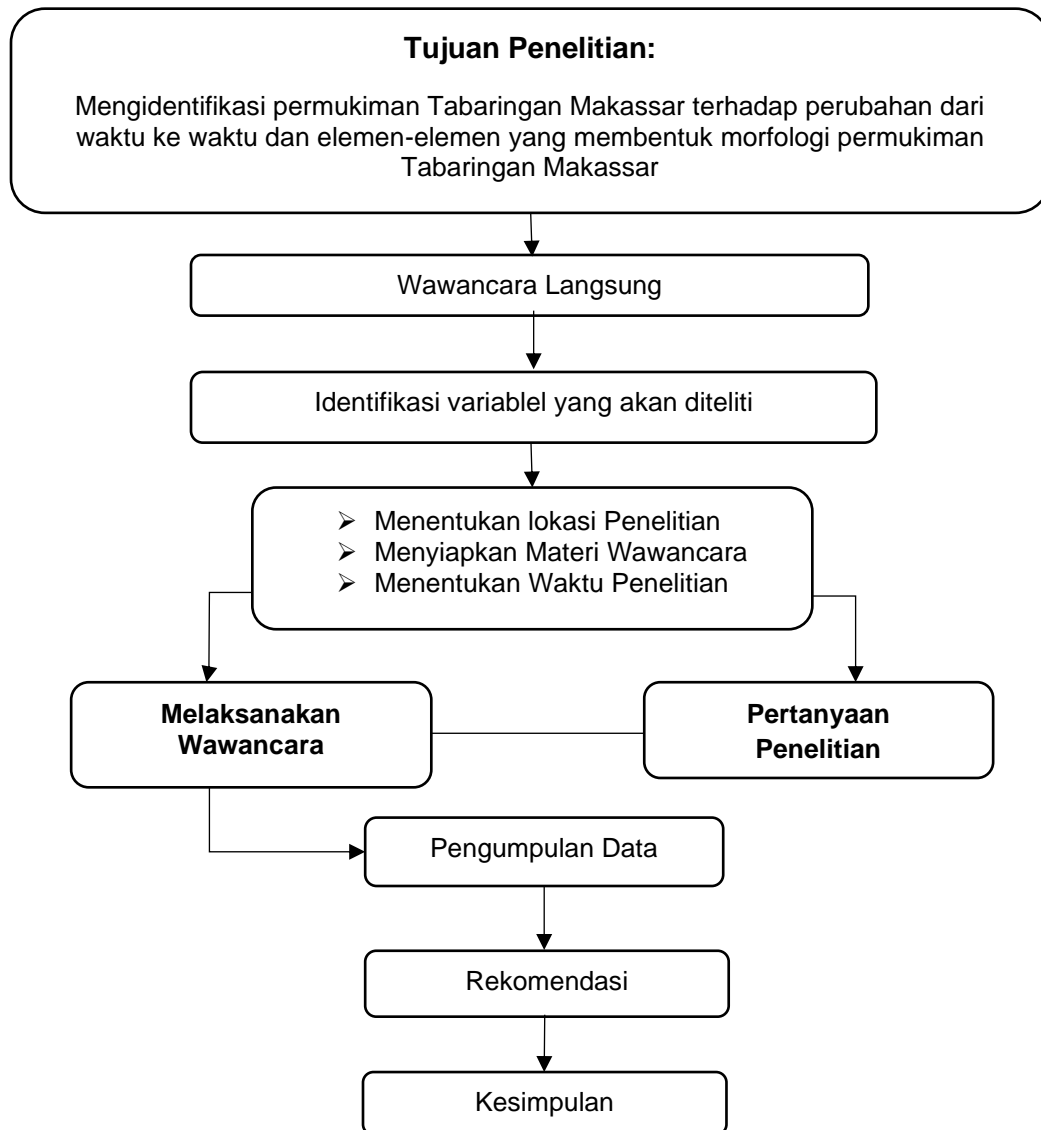 Tujuan Penelitian:
Mengidentifikasi permukiman Tabaringan Makassar terhadap perubahan dari
waktu ke waktu dan elemen-elemen yang membentuk morfologi permukiman
Tabaringan Makassar
Wawancara Langsung
Identifikasi variablel yang akan diteliti
➢ Menentukan lokasi Penelitian
➢ Menyiapkan Materi Wawancara
➢ Menentukan Waktu Penelitian
Melaksanakan
Wawancara
Pertanyaan
Penelitian
Pengumpulan Data
Rekomendasi
Kesimpulan